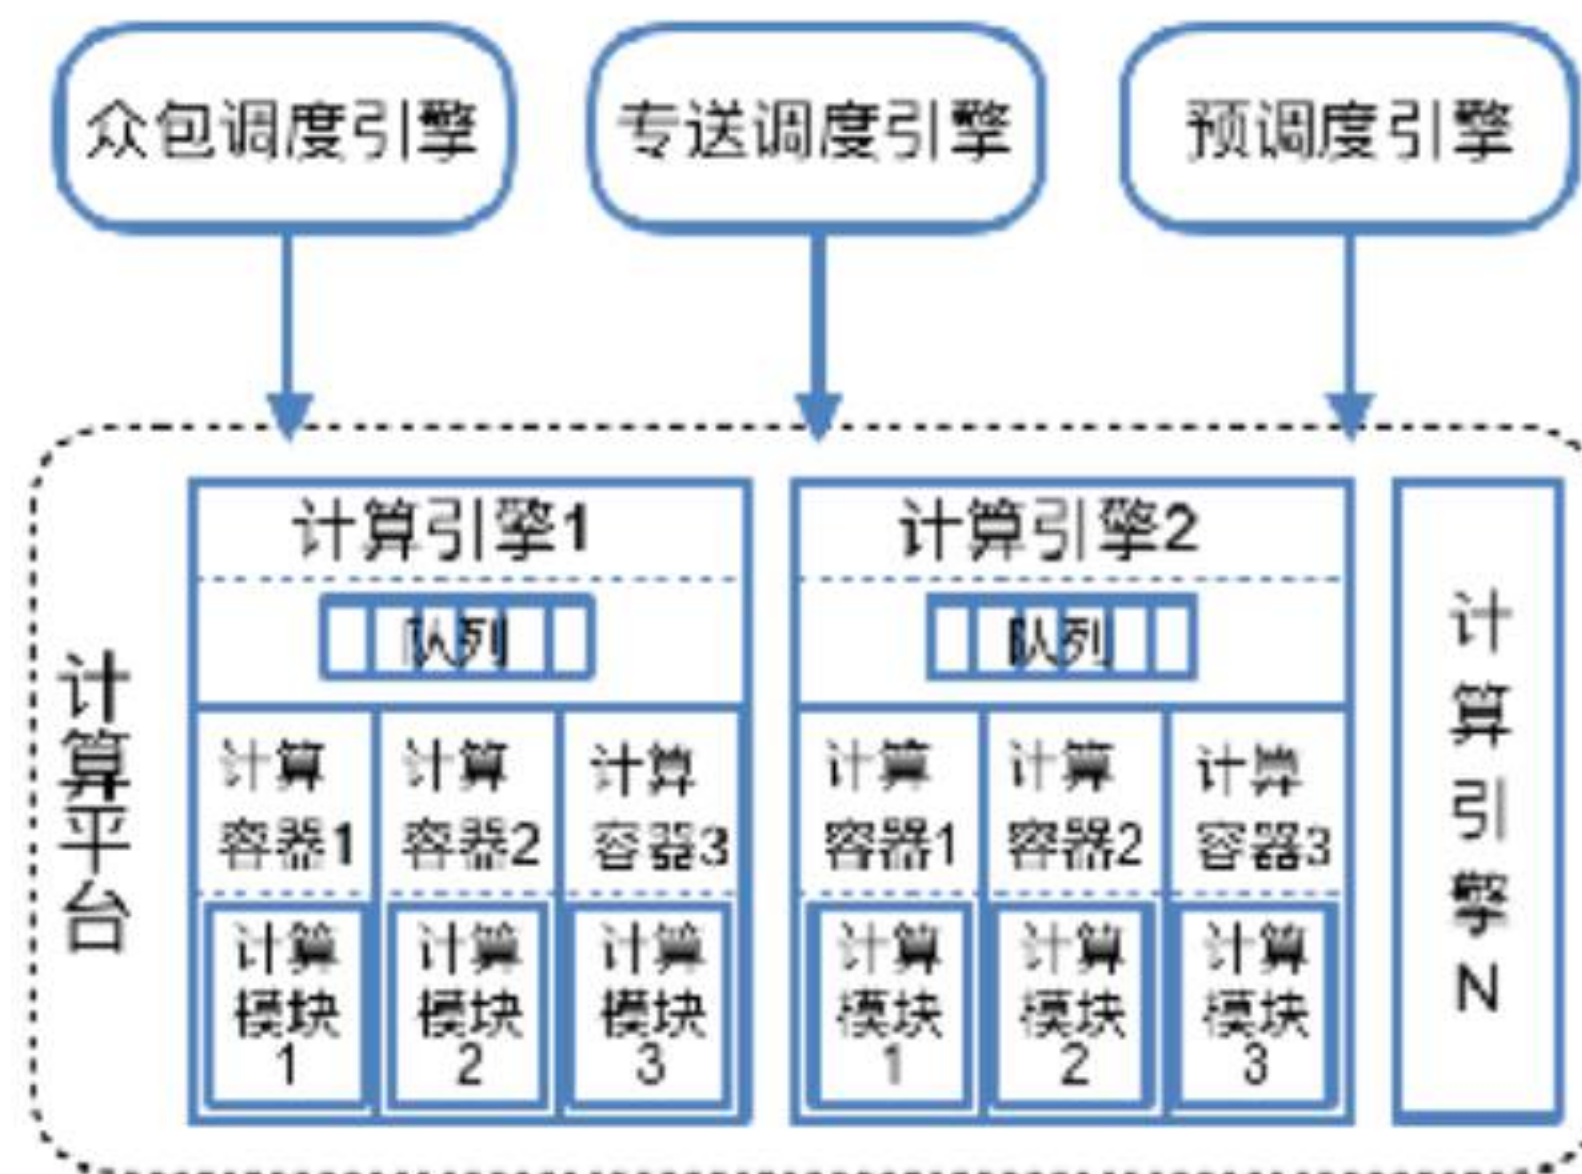 众包调度引擎
专送调度引擎
预调度引擎
计算平台
计算引擎1
队列
计算
容器1
计算
容器2
计算
容器3
计算
模块
1
计算
模块
2
计算
模块
3
计算引擎2
队列
计算
容器1
计算
容器2
计算
容器3
计算
模块
1
计算
模块
2
计算
模块
3
计算引擎N